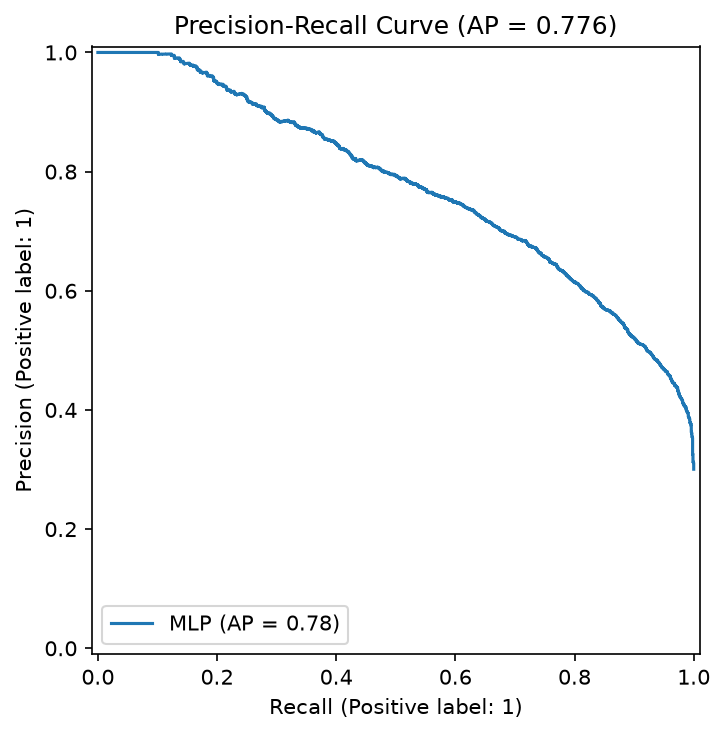 Precision-Recall Curve (AP = 0.776)
1.0
0.8
0.6
0.4
0.2
0.0
Precision (Positive label: 1)
MLP (AP = 0.78)
0.0 0.2 0.4 0.6 0.8 1.0
Recall (Positive label: 1)